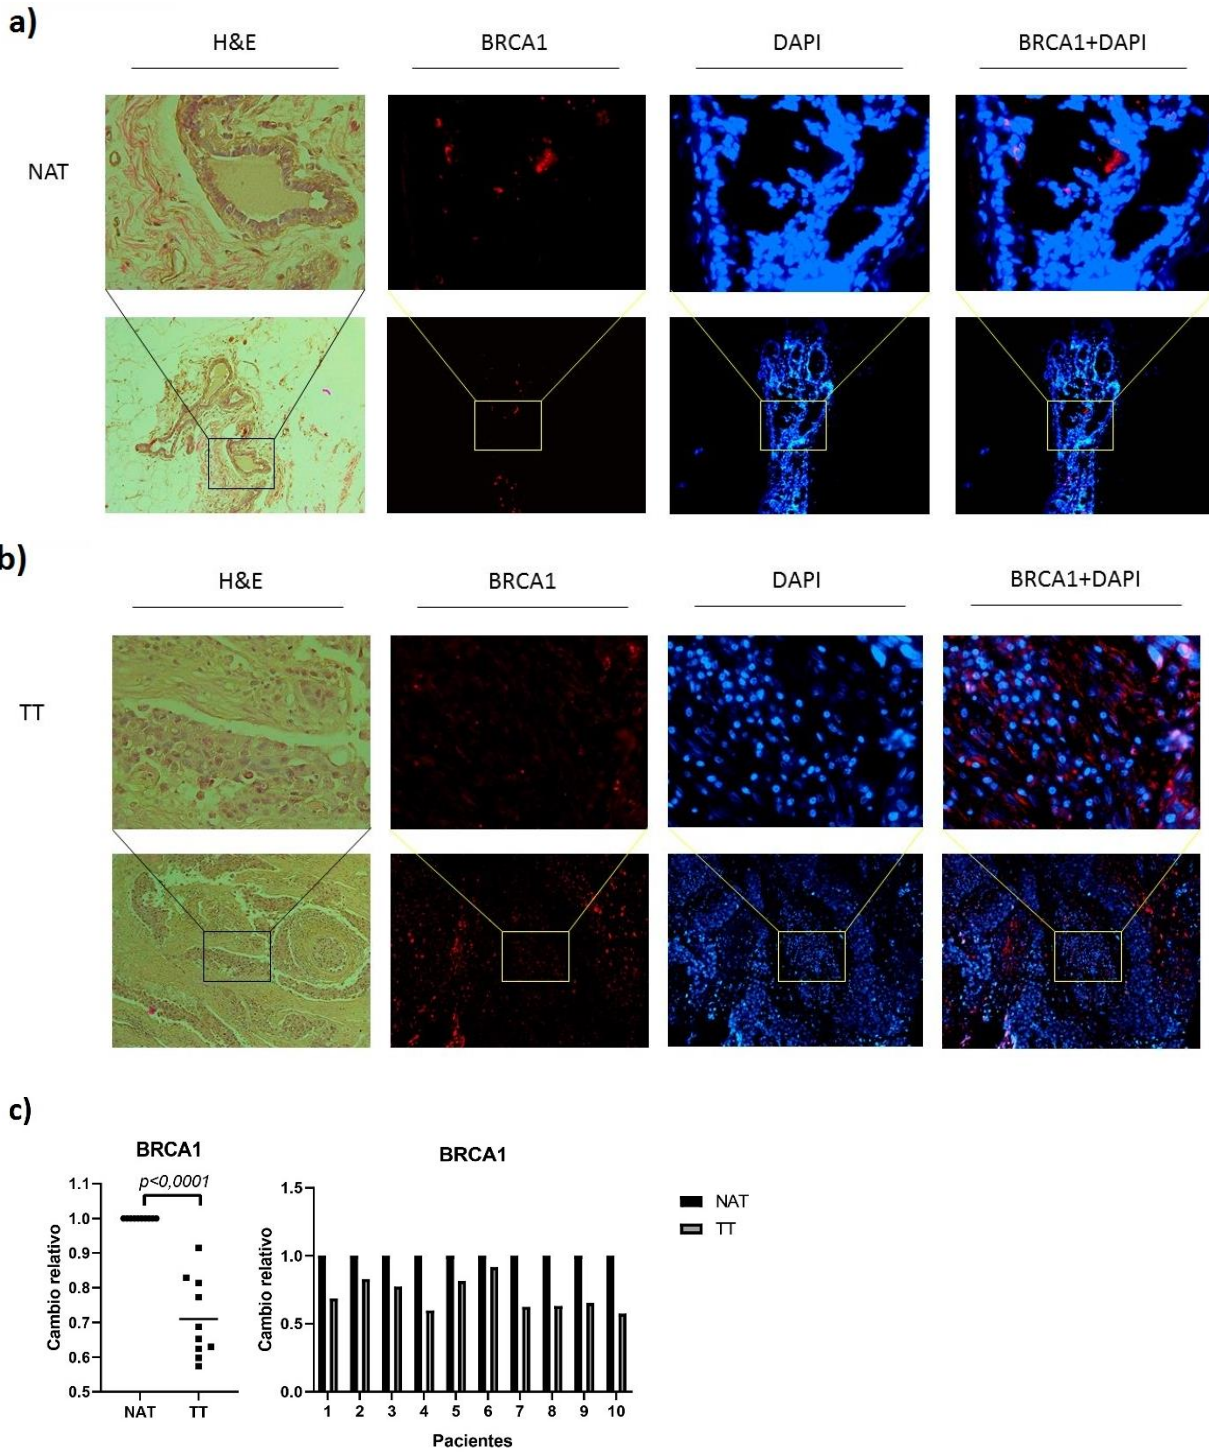 a)
H&E BRCA1 DAPI BRCA1+DAPI
NAT
b)
H&E BRCA1 DAPI BRCA1+DAPI
TT
c)
BRCA1
p<0,0001
Cambio relativo
1.1
1.0
0.9
0.8
0.7
0.6
0.5
NAT TT
BRCA1
Cambio relativo
1.5
1.0
0.5
0.0
1 2 3 4 5 6 7 8 9 10
Pacientes
NAT
TT